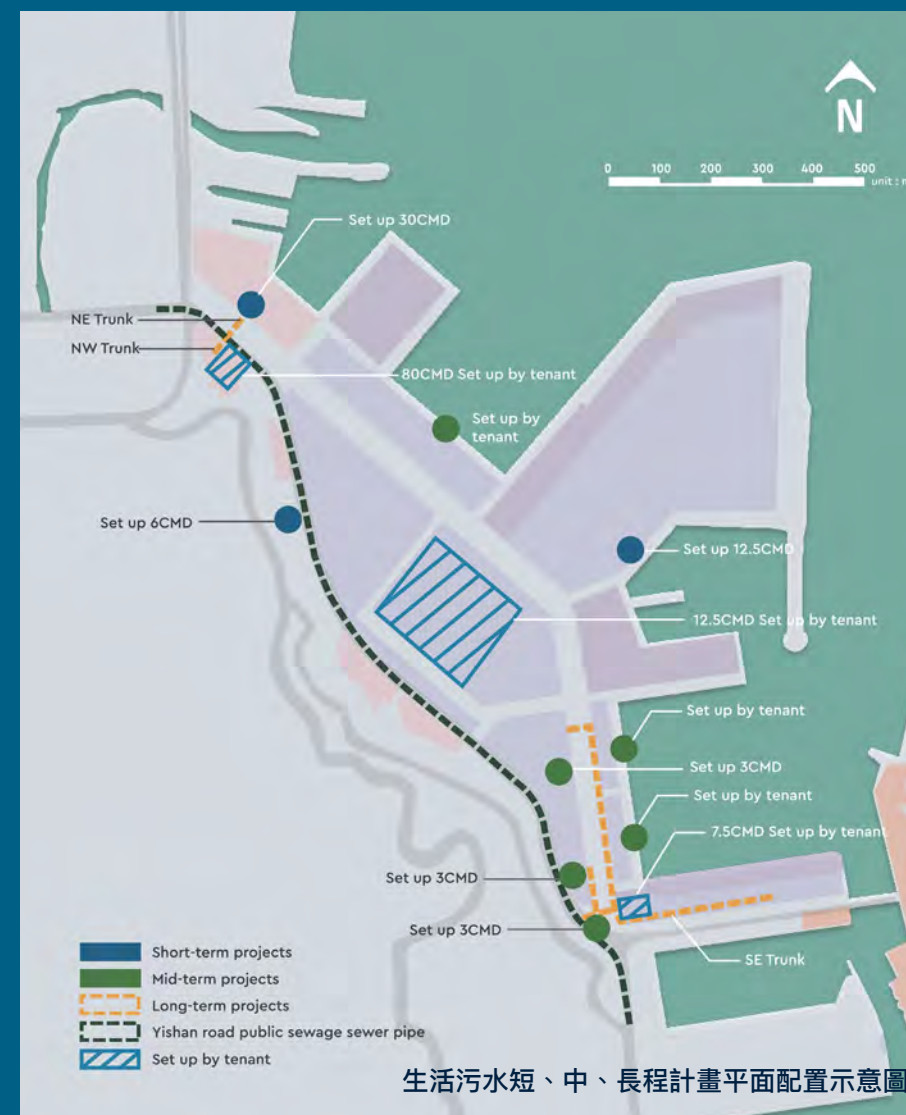 N
0 100 200 300 400 500
unit : m
Set up 30CMD
NE Trunk
NW Trunk
80CMD Set up by tenant
Set up by
tenant
Set up 6CMD
Set up 12.5CMD
12.5CMD Set up by tenant
Set up by tenant
Set up 3CMD
Set up by tenant
7.5CMD Set up by tenant
Set up 3CMD
Set up 3CMD
SE Trunk
Short-term projects
Mid-term projects
Long-term projects
Yishan road public sewage sewer pipe
Set up by tenant
生活污水短、中、長程計畫平面配置示意圖